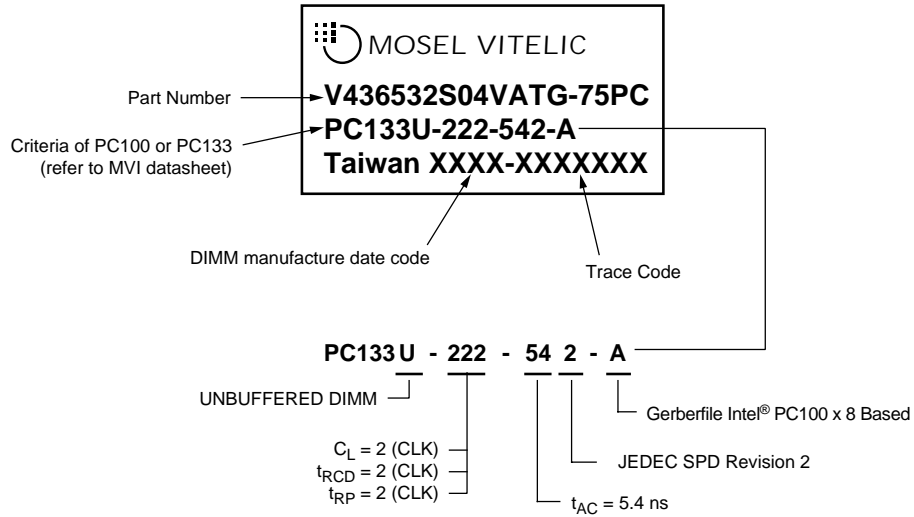 MOSEL VITELIC
Part Number
V436532S04VATG-75PC
Criteria of PC100 or PC133
(refer to MVI datasheet)
PC133U-222-542-A
Taiwan XXXX-XXXXXXX
DIMM manufacture date code
Trace Code
PC133 U - 222 - 54 2 - A
UNBUFFERED DIMM
Gerberfile Intel® PC100 x 8 Based
CL = 2 (CLK)
tRCD = 2 (CLK)
tRP = 2 (CLK)
JEDEC SPD Revision 2
tAC = 5.4 ns